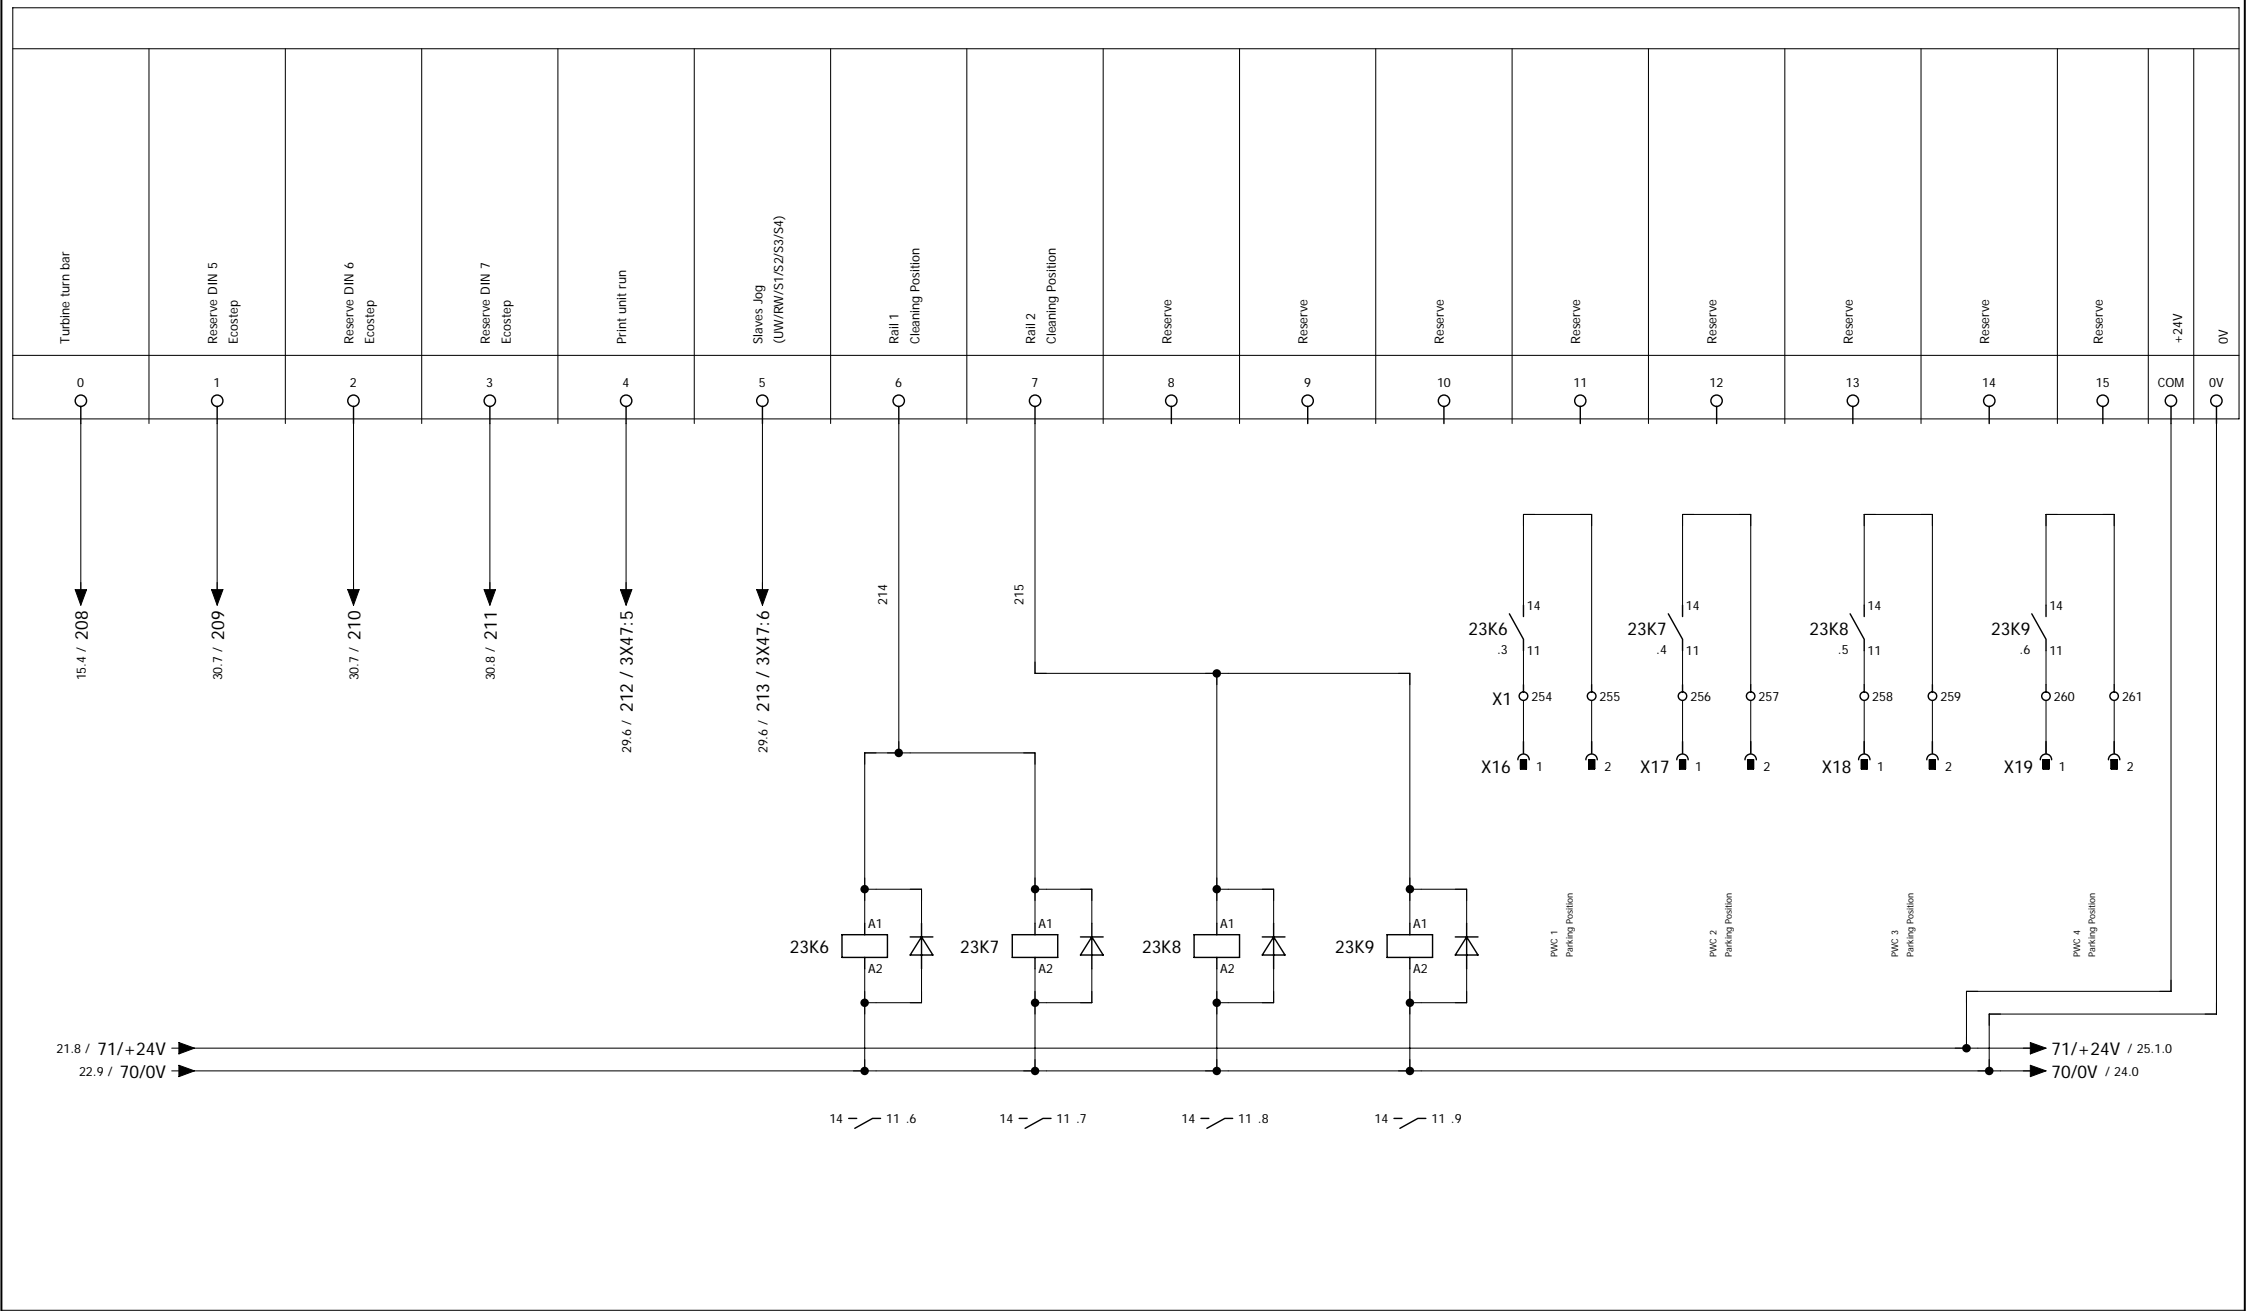 Turbine turn bar
Reserve DIN 5
Ecostep
Reserve DIN 6
Ecostep
Reserve DIN 7
Ecostep
Print unit run
Slaves Jog
(UW/RW/S1/S2/S3/S4)
Rail 1
Cleaning Position
Rail 2
Cleaning Position
Reserve
Reserve
Reserve
Reserve
Reserve
Reserve
Reserve
Reserve
+24V
0V
0 1 2 3 4 5 6 7 8 9 10 11 12 13 14 15 COM 0V
15.4 / 208
30.7 / 209
30.7 / 210
30.8 / 211
29.6 / 212 / 3X47:5
29.6 / 213 / 3X47:6
214
215
14 14 14 14
23K6 23K7 23K8 23K9
.3 11 .4 11 .5 11 .6 11
X1 254 255 256 257 258 259 260 261
X16 1 2 X17 1 2 X18 1 2 X19 1 2
PWC 1
Parking Position
PWC 2
Parking Position
PWC 3
Parking Position
PWC 4
Parking Position
A1 A1 A1 A1
23K6 23K7 23K8 23K9
A2 A2 A2 A2
21.8 / 71/+24V 71/+24V / 25.1.0
22.9 / 70/0V 70/0V / 24.0
14 11 .6 14 11 .7 14 11 .8 14 11 .9